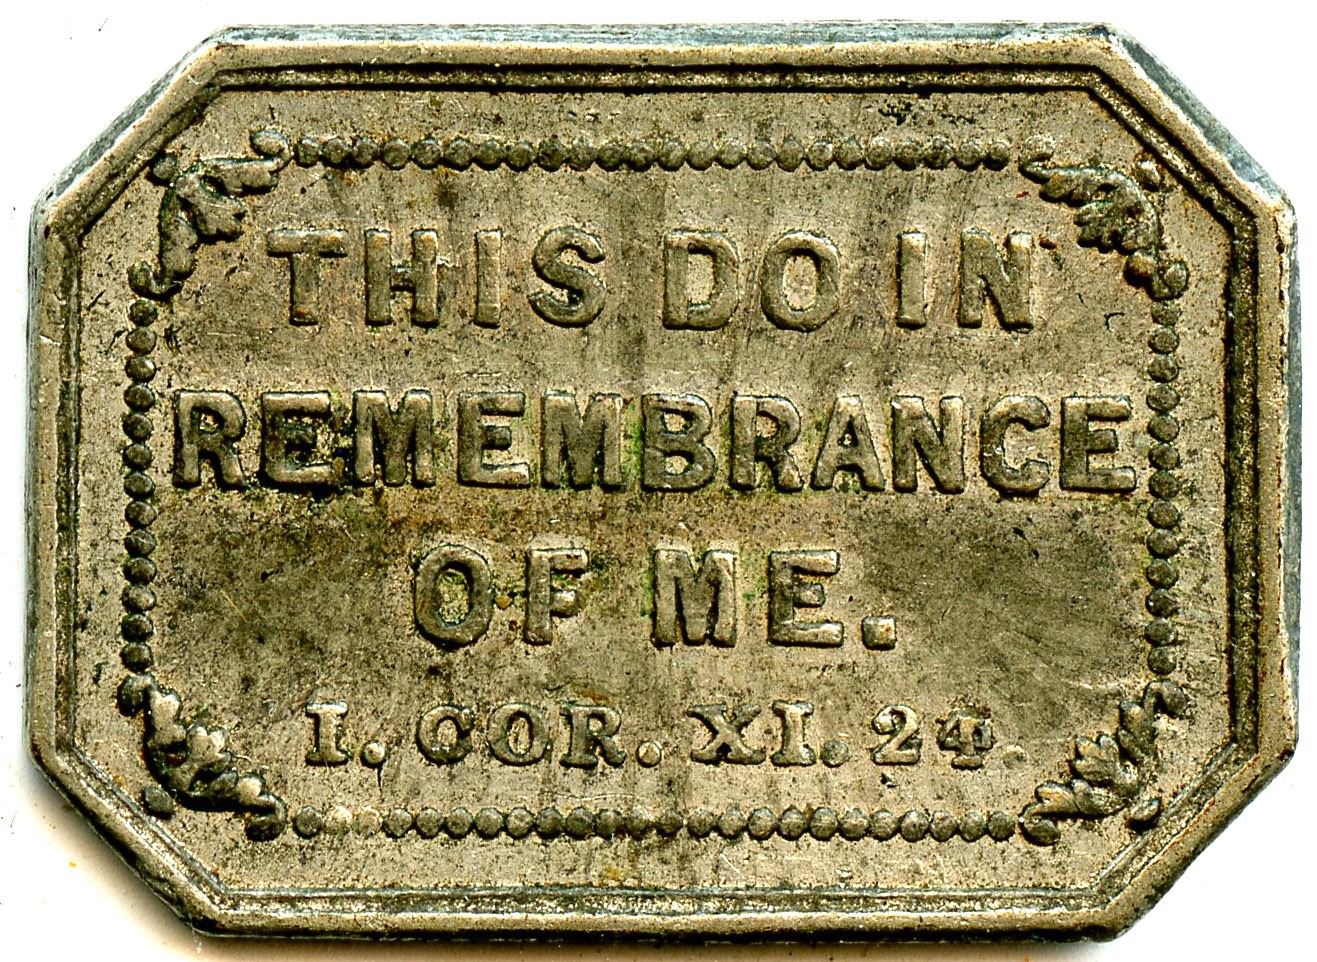 THIS DO IN
REMEMBRANCE
OF ME.
I. COR. XI. 24.